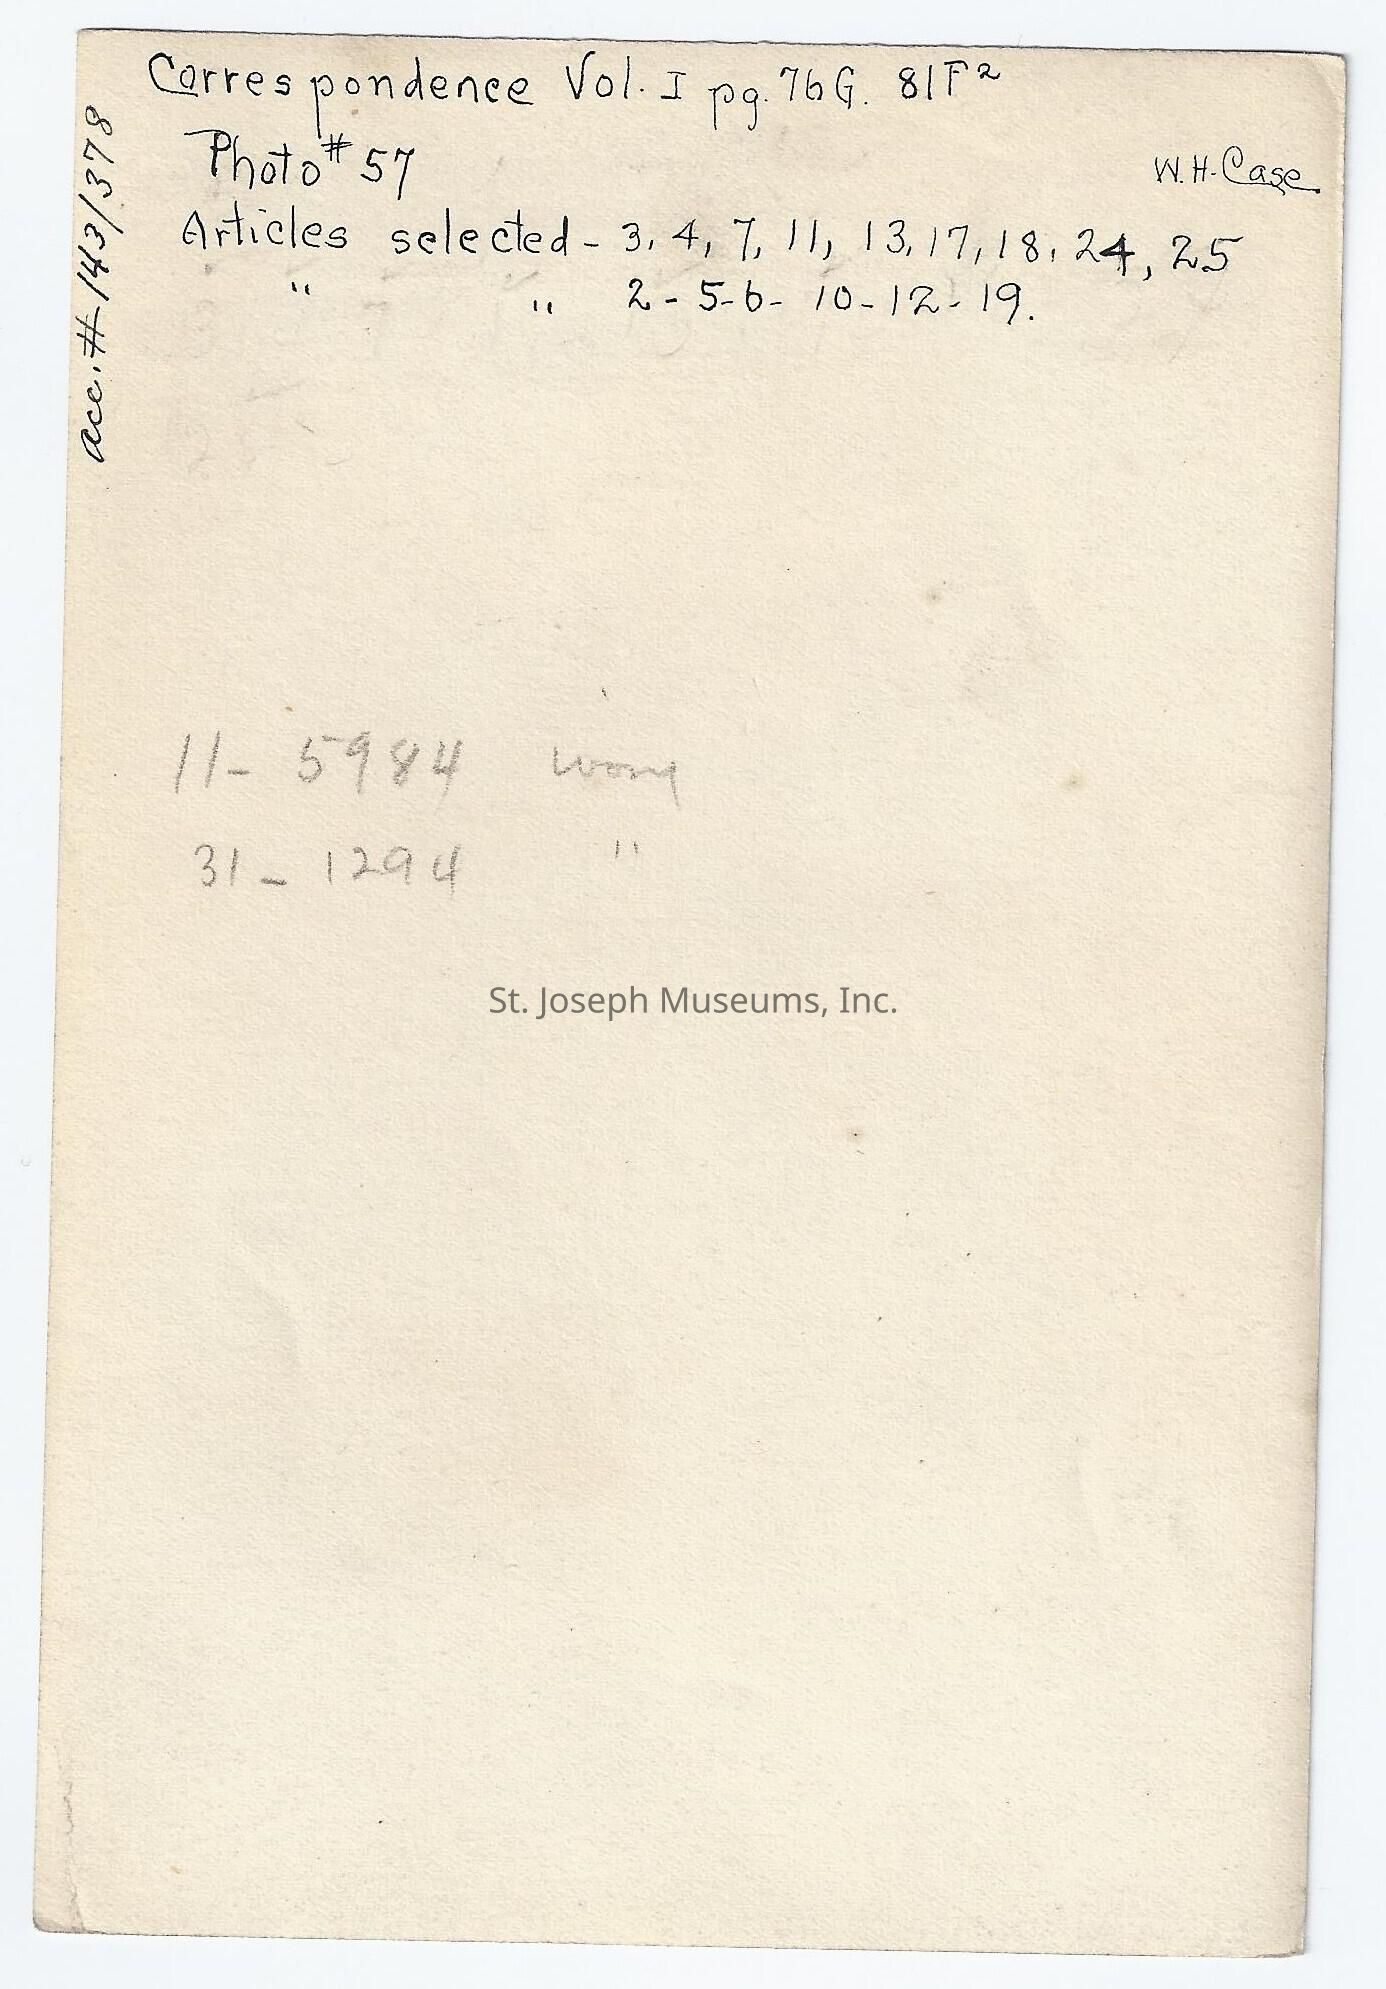 Correspondence Vol. I pg. 76G. 81F²
Photo # 57
W. H. Case
Articles selected - 3, 4, 7, 11, 13, 17, 18, 24, 25
" " 2 - 5 - 6 - 10 - 12 - 19.
acc. # 143/378
11 - 5984
31 - 1294 "
St. Joseph Museums, Inc.